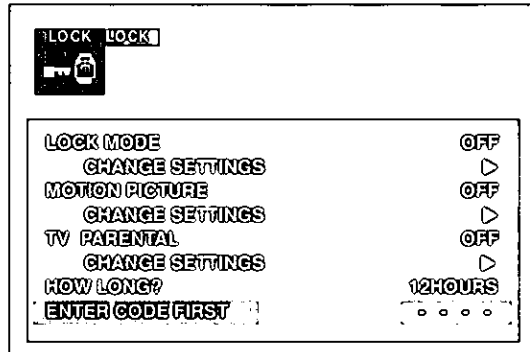 LOCK LOCK
LOCK MODE OFF
CHANGE SETTINGS ▷
MOTION PICTURE OFF
CHANGE SETTINGS ▷
TV PARENTAL OFF
CHANGE SETTINGS ▷
HOW LONG? 12HOURS
ENTER CODE FIRST